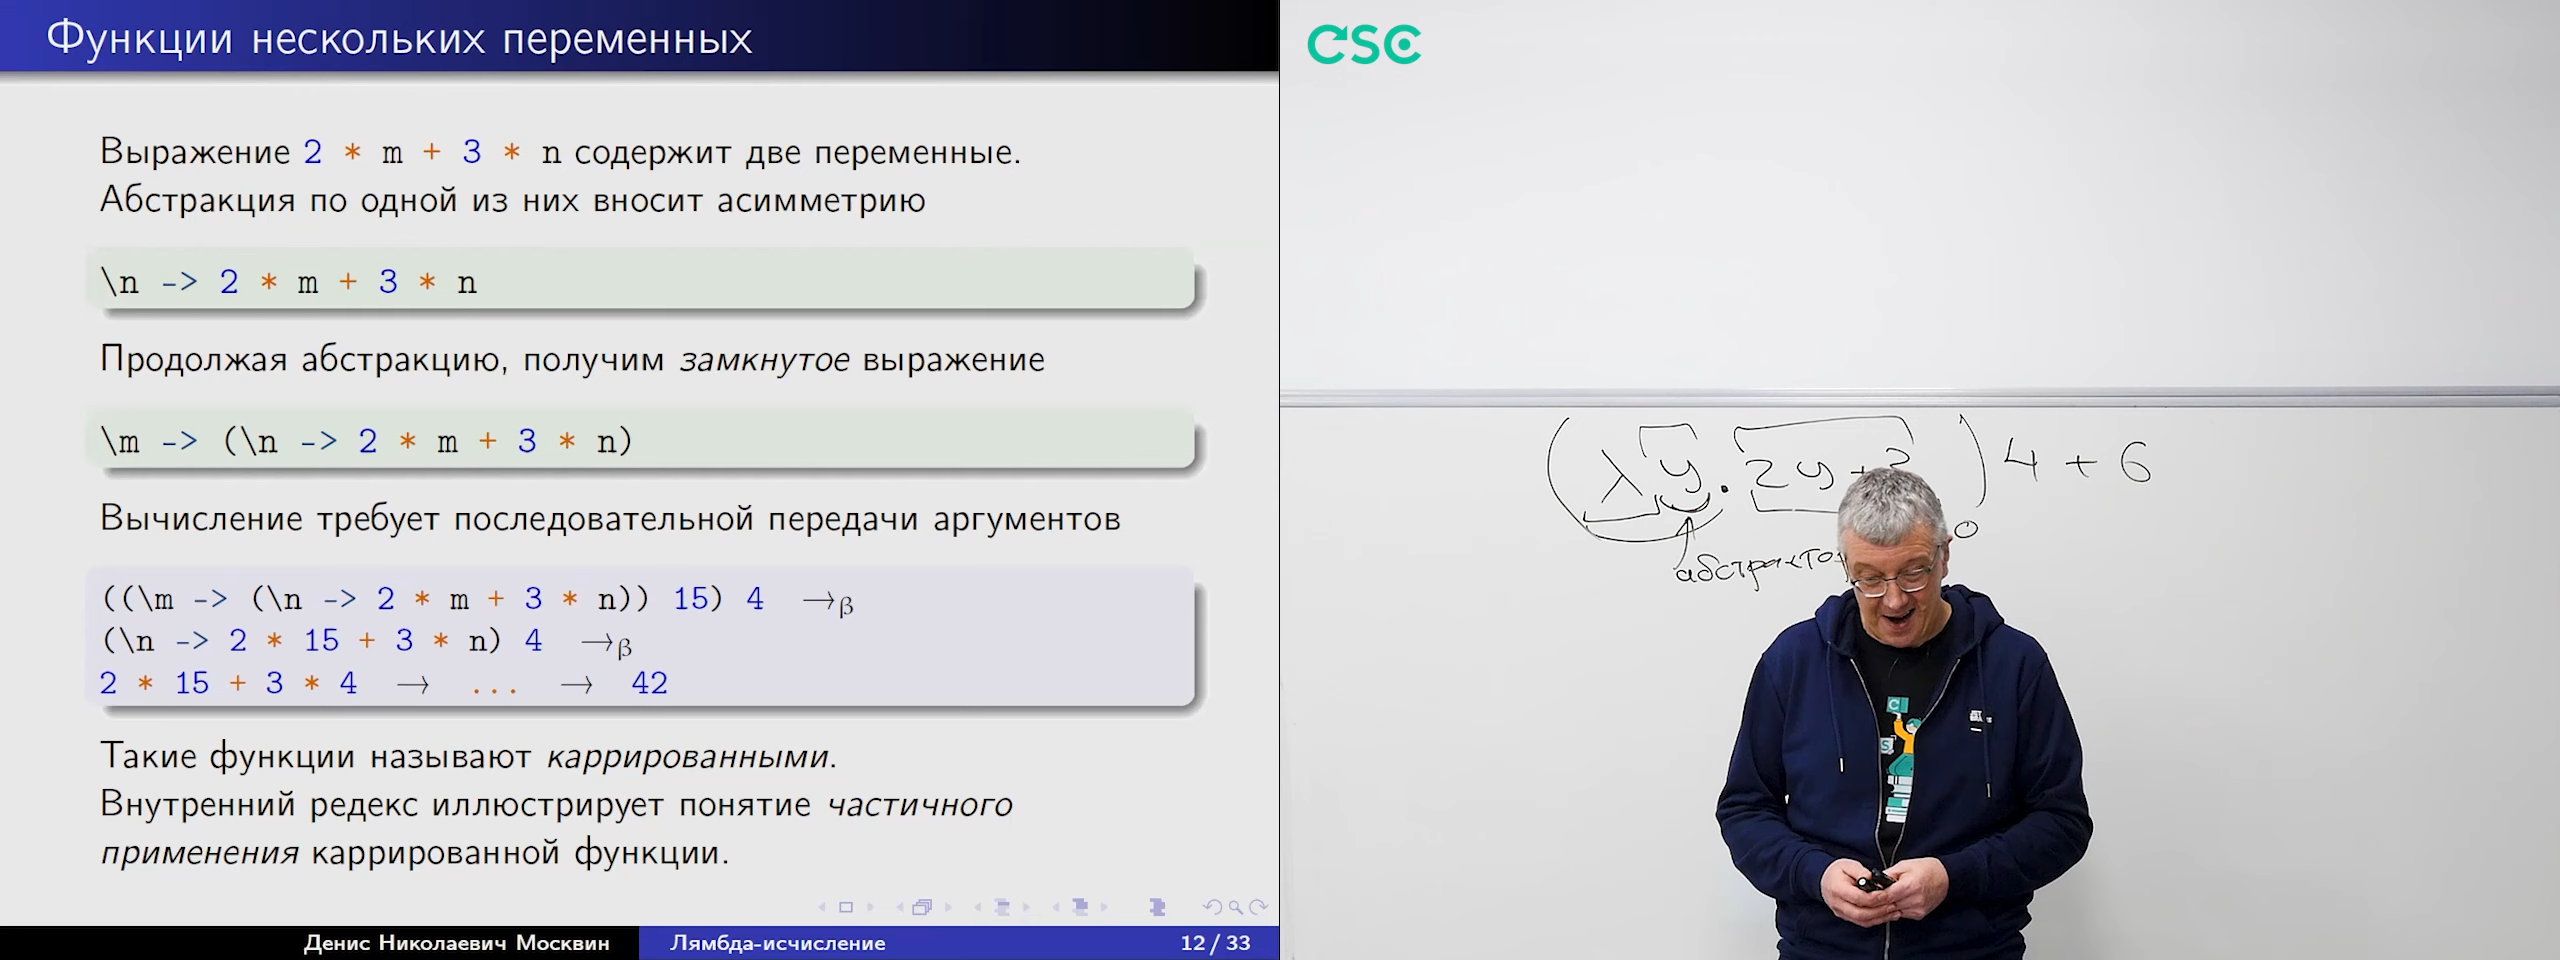 Функции нескольких переменных
Выражение 2 * m + 3 * n содержит две переменные.
Абстракция по одной из них вносит асимметрию
\n -> 2 * m + 3 * n
Продолжая абстракцию, получим замкнутое выражение
\m -> (\n -> 2 * m + 3 * n)
Вычисление требует последовательной передачи аргументов
((\m -> (\n -> 2 * m + 3 * n)) 15) 4 →β
(\n -> 2 * 15 + 3 * n) 4 →β
2 * 15 + 3 * 4 → ... → 42
Такие функции называют каррированными.
Внутренний редекс иллюстрирует понятие частичного
применения каррированной функции.
Денис Николаевич Москвин
Лямбда-исчисление
12 / 33
CSC
(λy. 2y+3) 4 + 6